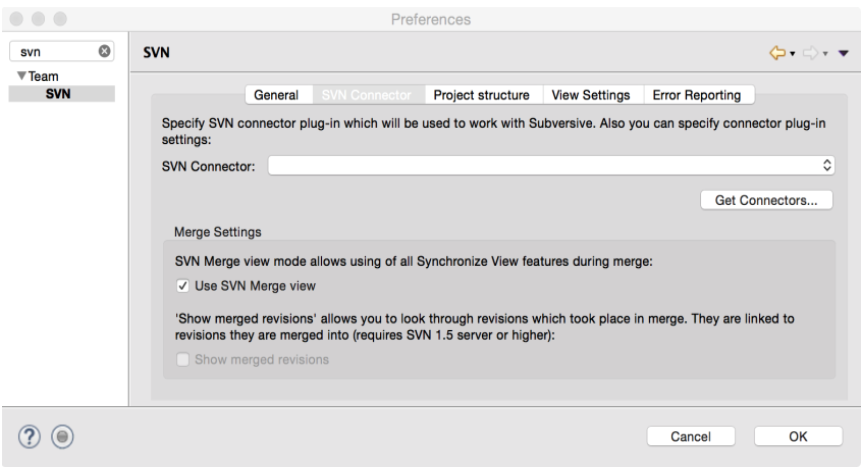 Preferences
svn
SVN
Team
SVN
General
SVN Connector
Project structure
View Settings
Error Reporting
Specify SVN connector plug-in which will be used to work with Subversive. Also you can specify connector plug-in
settings:
SVN Connector:
Get Connectors...
Merge Settings
SVN Merge view mode allows using of all Synchronize View features during merge:
Use SVN Merge view
'Show merged revisions' allows you to look through revisions which took place in merge. They are linked to
revisions they are merged into (requires SVN 1.5 server or higher):
Show merged revisions
Cancel
OK